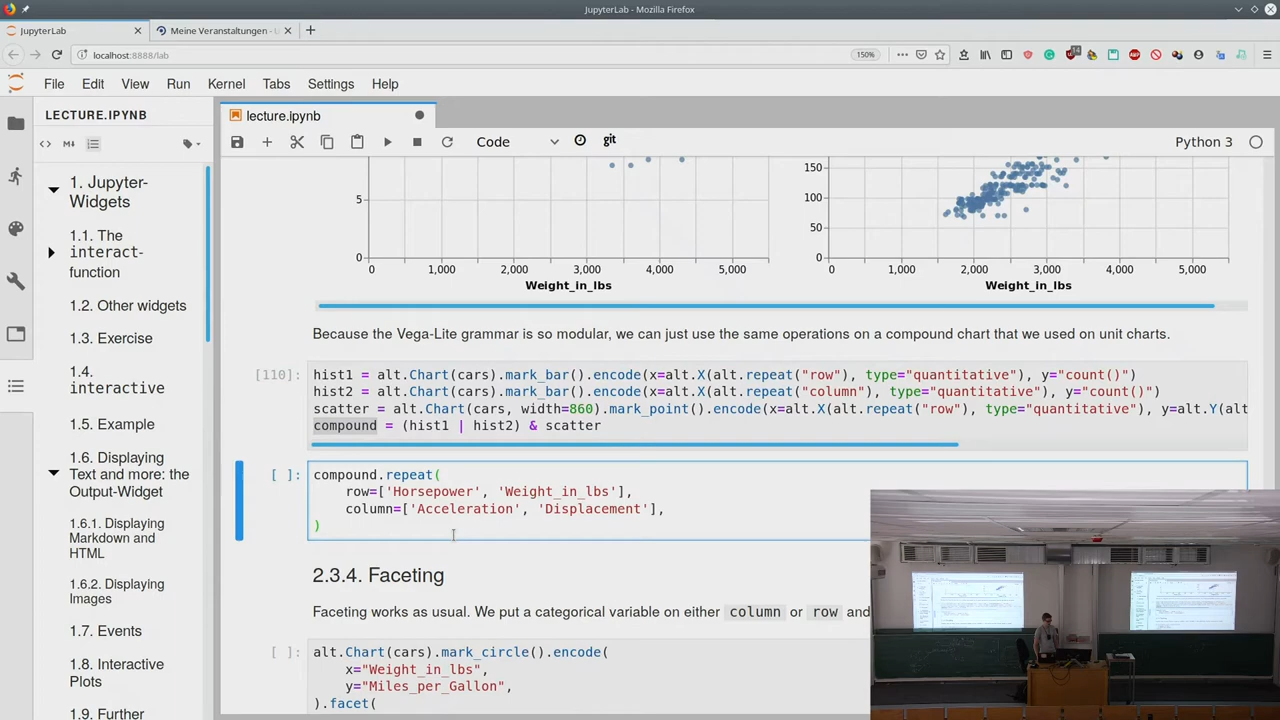 JupyterLab - Mozilla Firefox
JupyterLab
Meine Veranstaltungen
localhost:8888/lab
150%
14
ABP
File Edit View Run Kernel Tabs Settings Help
LECTURE.IPYNB
lecture.ipynb
Code
git
Python 3
1. Jupyter-
Widgets
1.1. The
interact-
function
1.2. Other widgets
1.3. Exercise
1.4.
interactive
1.5. Example
1.6. Displaying
Text and more: the
Output-Widget
1.6.1. Displaying
Markdown and
HTML
1.6.2. Displaying
Images
1.7. Events
1.8. Interactive
Plots
1.9. Further
5
0
0 1,000 2,000 3,000 4,000 5,000
Weight_in_lbs
150
100
50
0
0 1,000 2,000 3,000 4,000 5,000
Weight_in_lbs
Because the Vega-Lite grammar is so modular, we can just use the same operations on a compound chart that we used on unit charts.
[110]:
hist1 = alt.Chart(cars).mark_bar().encode(x=alt.X(alt.repeat("row"), type="quantitative"), y="count()")
hist2 = alt.Chart(cars).mark_bar().encode(x=alt.X(alt.repeat("column"), type="quantitative"), y="count()")
scatter = alt.Chart(cars, width=860).mark_point().encode(x=alt.X(alt.repeat("row"), type="quantitative"), y=alt.Y(alt
compound = (hist1 | hist2) & scatter
[ ]:
compound.repeat(
row=['Horsepower', 'Weight_in_lbs'],
column=['Acceleration', 'Displacement'],
)
2.3.4. Faceting
Faceting works as usual. We put a categorical variable on either column or row and
[ ]:
alt.Chart(cars).mark_circle().encode(
x="Weight_in_lbs",
y="Miles_per_Gallon",
).facet(